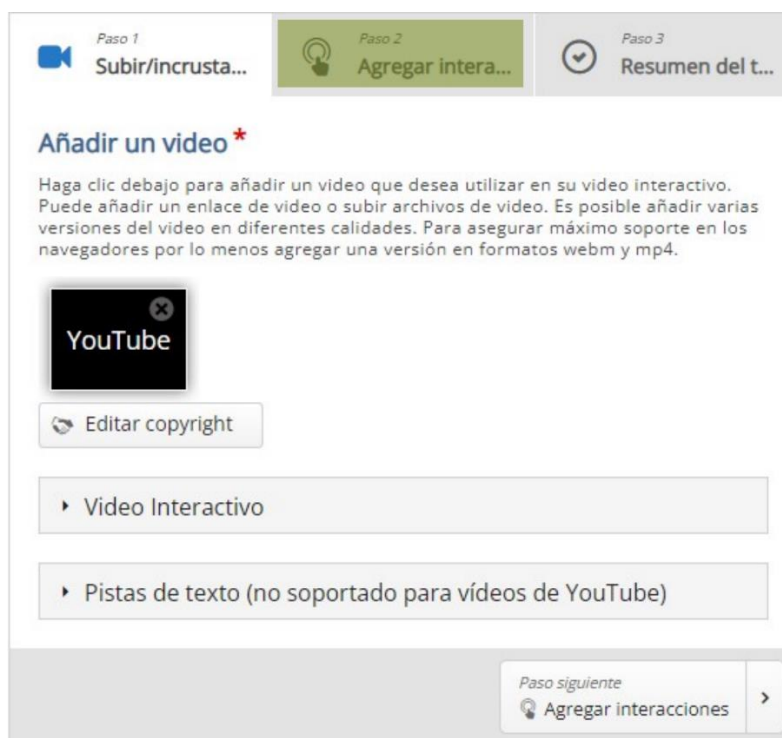 Paso 1
Subir/incrusta...
Paso 2
Agregar intera...
Paso 3
Resumen del t...
Añadir un video *
Haga clic debajo para añadir un video que desea utilizar en su video interactivo.
Puede añadir un enlace de video o subir archivos de video. Es posible añadir varias
versiones del video en diferentes calidades. Para asegurar máximo soporte en los
navegadores por lo menos agregar una versión en formatos webm y mp4.
YouTube
Editar copyright
Video Interactivo
Pistas de texto (no soportado para vídeos de YouTube)
Paso siguiente
Agregar interacciones